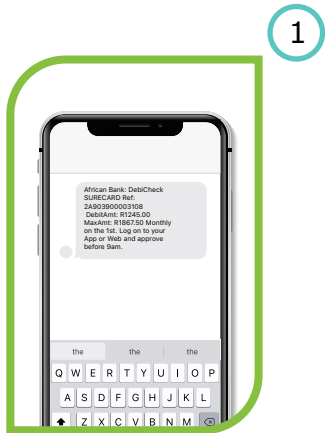 1
African Bank: DebiCheck
SURECARD Ref:
2A903900003108
DebitAmt: R1245.00
MaxAmt: R1867.50 Monthly
on the 1st. Log on to your
App or Web and approve
before 9am.
the the the
Q W E R T Y U I O P
A S D F G H J K L
Z X C V B N M